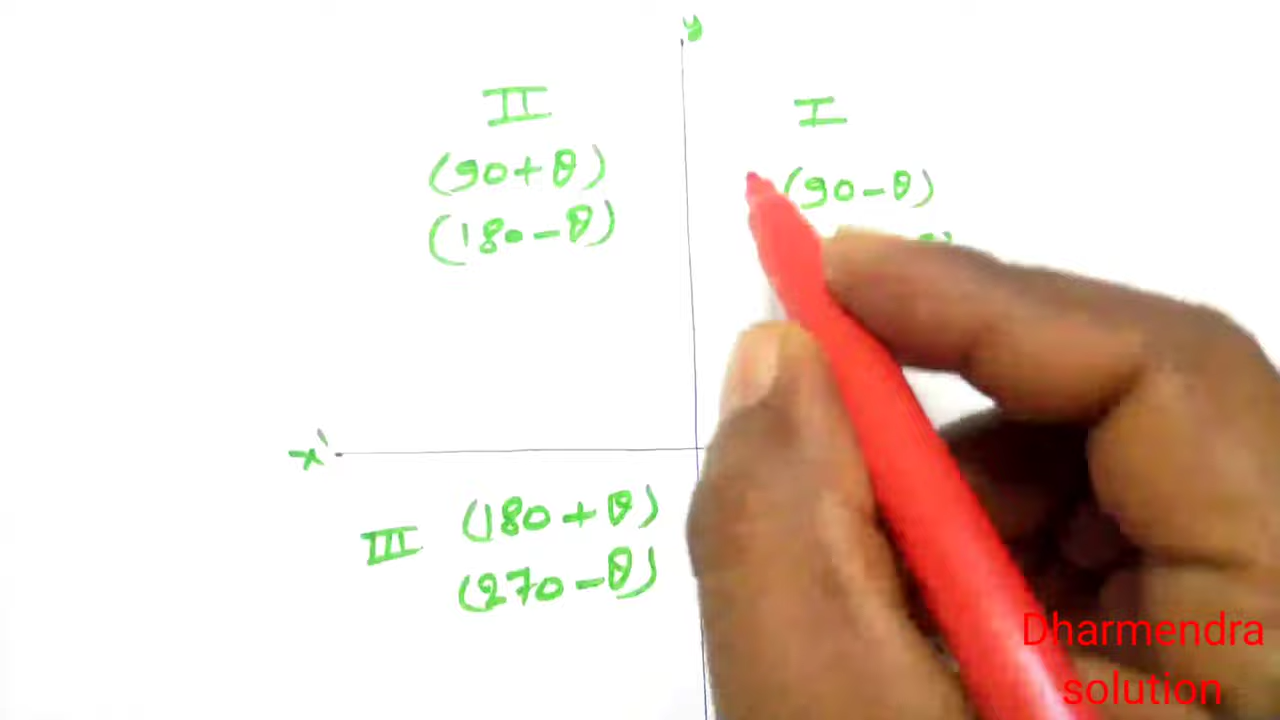 y
II
I
(90+θ)
(90-θ)
(180-θ)
x'
III
(180+θ)
(270-θ)
Dharmendra
solution